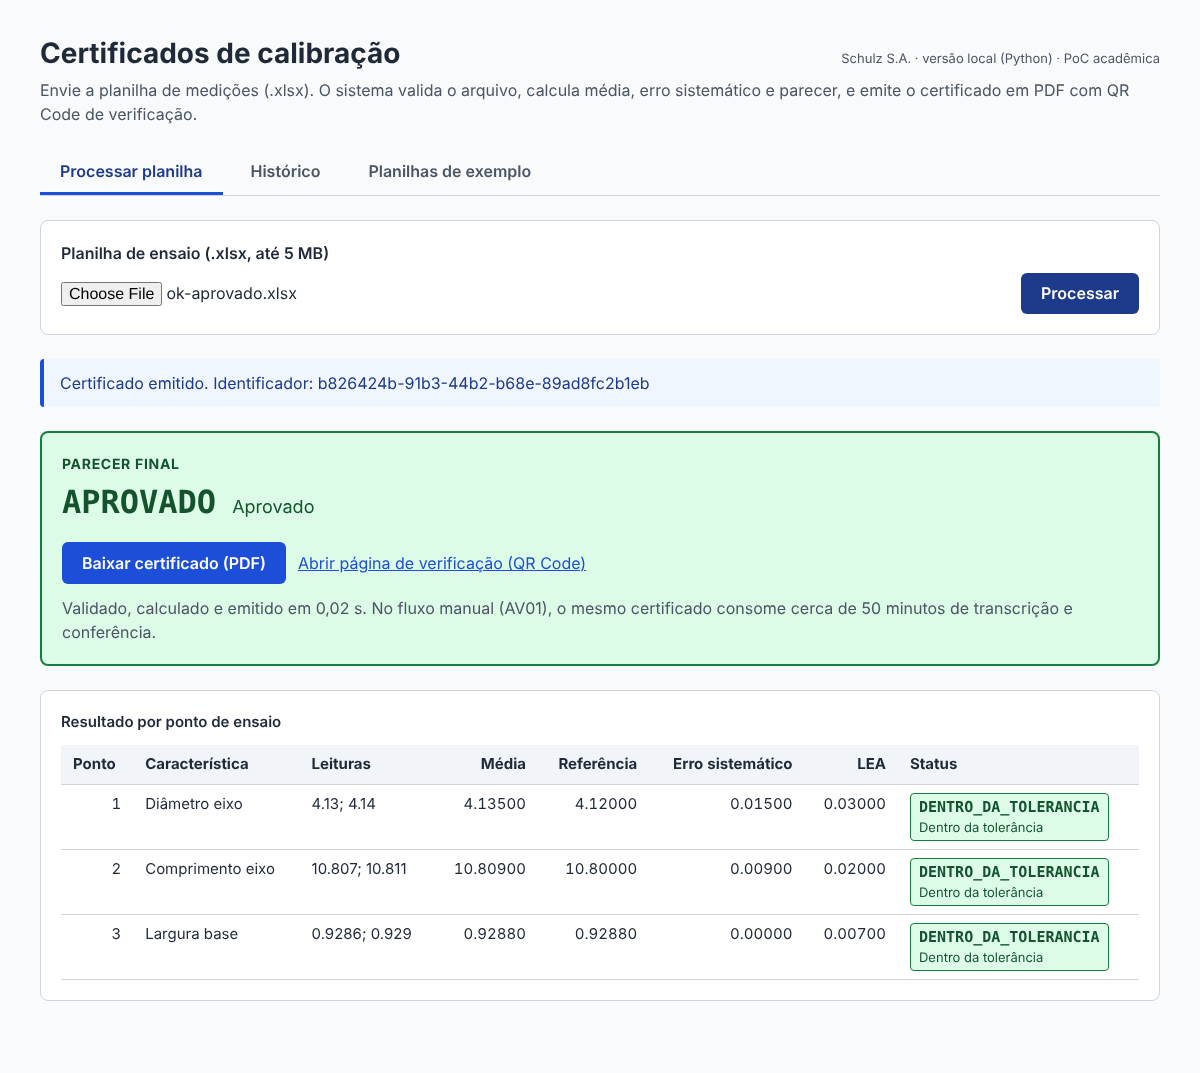 Certificados de calibração
Schulz S.A. · versão local (Python) · PoC acadêmica
Envie a planilha de medições (.xlsx). O sistema valida o arquivo, calcula média, erro sistemático e parecer, e emite o certificado em PDF com QR
Code de verificação.
Processar planilha Histórico Planilhas de exemplo
Planilha de ensaio (.xlsx, até 5 MB)
Choose File ok-aprovado.xlsx Processar
Certificado emitido. Identificador: b826424b-91b3-44b2-b68e-89ad8fc2b1eb
PARECER FINAL
APROVADO Aprovado
Baixar certificado (PDF) Abrir página de verificação (QR Code)
Validado, calculado e emitido em 0,02 s. No fluxo manual (AV01), o mesmo certificado consome cerca de 50 minutos de transcrição e
conferência.
Resultado por ponto de ensaio
Ponto Característica Leituras Média Referência Erro sistemático LEA Status
1 Diâmetro eixo 4.13; 4.14 4.13500 4.12000 0.01500 0.03000 DENTRO_DA_TOLERANCIA
Dentro da tolerância
2 Comprimento eixo 10.807; 10.811 10.80900 10.80000 0.00900 0.02000 DENTRO_DA_TOLERANCIA
Dentro da tolerância
3 Largura base 0.9286; 0.929 0.92880 0.92880 0.00000 0.00700 DENTRO_DA_TOLERANCIA
Dentro da tolerância